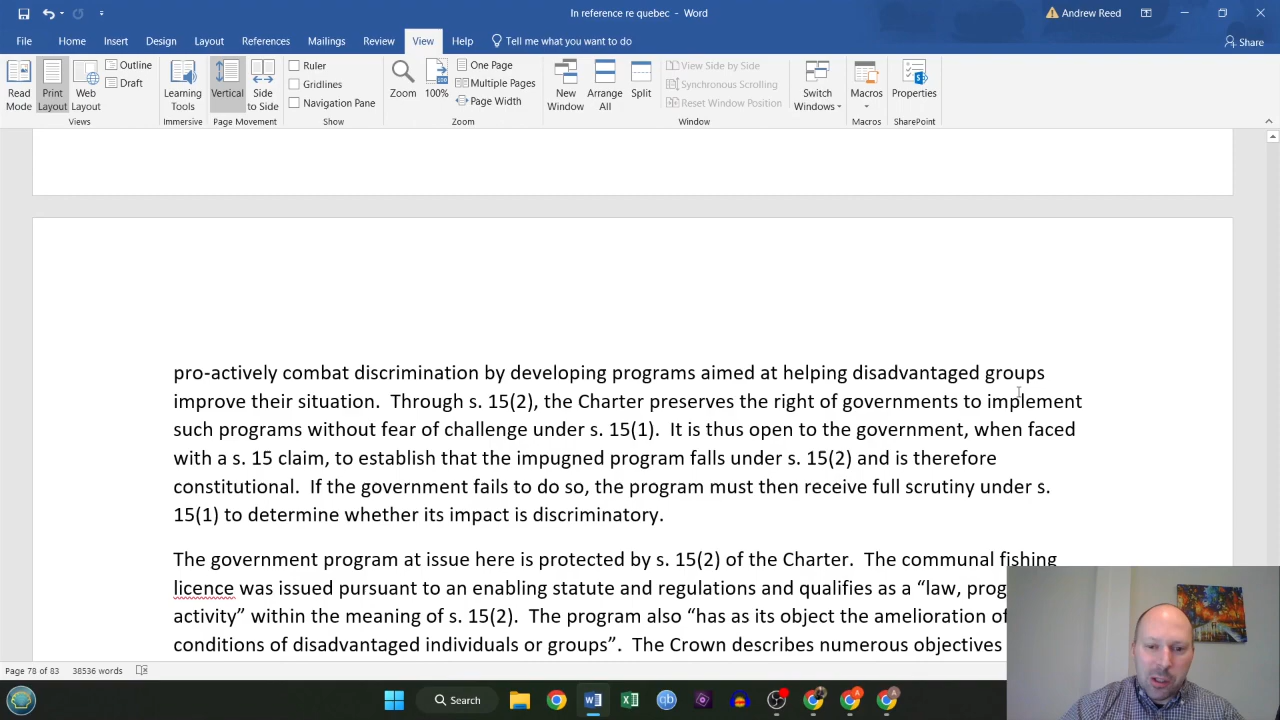 In reference re quebec - Word
Andrew Reed
File Home Insert Design Layout References Mailings Review View Help Tell me what you want to do Share
Read Mode
Print Layout
Web Layout
Outline
Draft
Views
Learning Tools
Immersive
Vertical
Side to Side
Page Movement
Ruler
Gridlines
Navigation Pane
Show
Zoom
100%
One Page
Multiple Pages
Page Width
Zoom
New Window
Arrange All
Split
View Side by Side
Synchronous Scrolling
Reset Window Position
Window
Switch Windows
Macros
Macros
Properties
SharePoint
pro-actively combat discrimination by developing programs aimed at helping disadvantaged groups
improve their situation. Through s. 15(2), the Charter preserves the right of governments to implement
such programs without fear of challenge under s. 15(1). It is thus open to the government, when faced
with a s. 15 claim, to establish that the impugned program falls under s. 15(2) and is therefore
constitutional. If the government fails to do so, the program must then receive full scrutiny under s.
15(1) to determine whether its impact is discriminatory.
The government program at issue here is protected by s. 15(2) of the Charter. The communal fishing
licence was issued pursuant to an enabling statute and regulations and qualifies as a “law,
activity” within the meaning of s. 15(2). The program also “has as its object the amelioration of
conditions of disadvantaged individuals or groups”. The Crown describes numerous objectives
Page 78 of 83 38536 words
Search